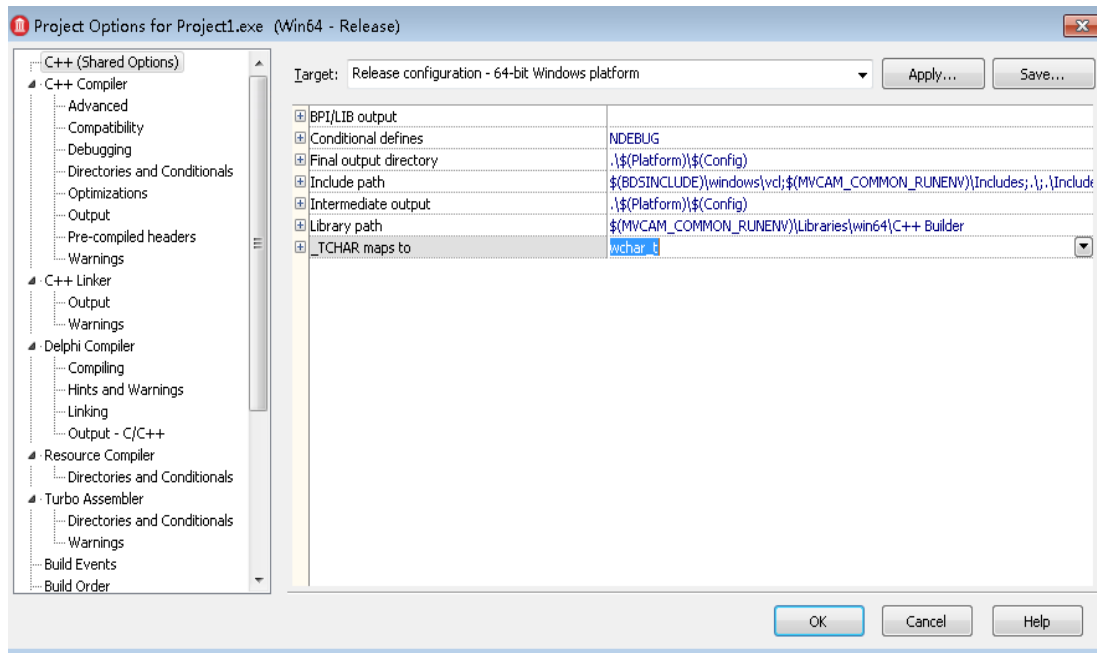 Project Options for Project1.exe (Win64 - Release)
C++ (Shared Options)
C++ Compiler
Advanced
Compatibility
Debugging
Directories and Conditionals
Optimizations
Output
Pre-compiled headers
Warnings
C++ Linker
Output
Warnings
Delphi Compiler
Compiling
Hints and Warnings
Linking
Output - C/C++
Resource Compiler
Directories and Conditionals
Turbo Assembler
Directories and Conditionals
Warnings
Build Events
Build Order
Target: Release configuration - 64-bit Windows platform Apply... Save...
BPI/LIB output
Conditional defines NDEBUG
Final output directory .\$(Platform)\$(Config)
Include path $(BDSINCLUDE)\windows\vcl;$(MVCAM_COMMON_RUNENV)\Includes;.\;.\Include
Intermediate output .\$(Platform)\$(Config)
Library path $(MVCAM_COMMON_RUNENV)\Libraries\win64\C++ Builder
_TCHAR maps to wchar_t
OK Cancel Help